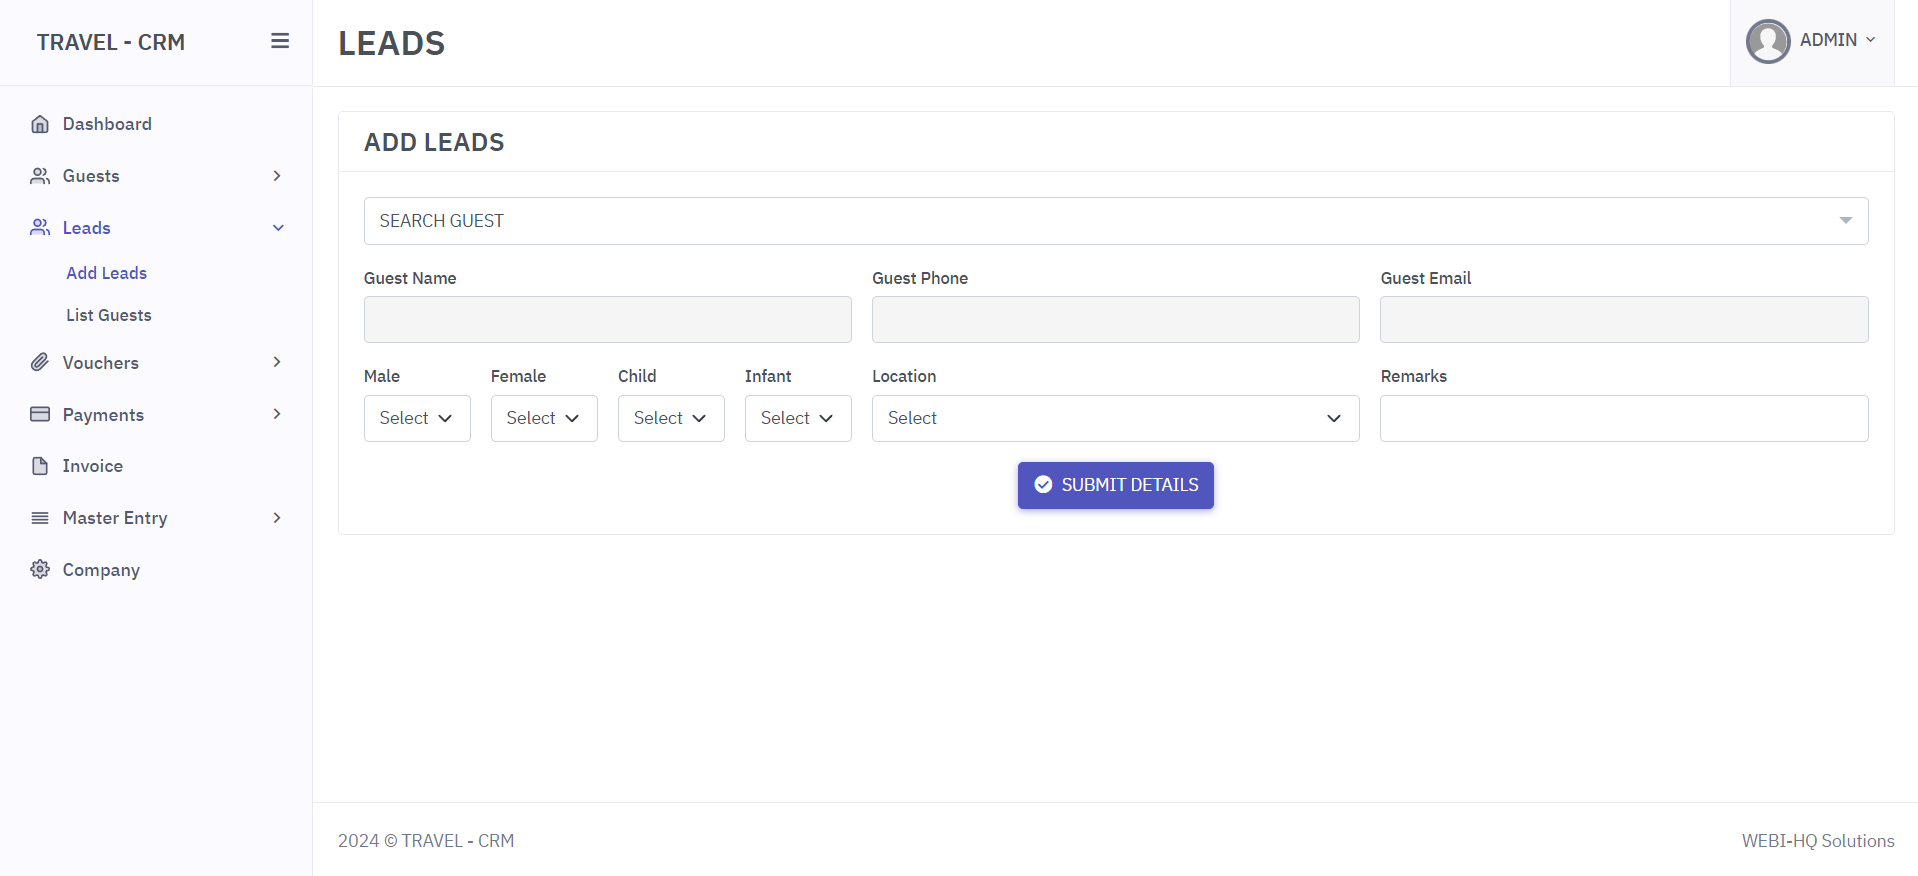 TRAVEL - CRM
LEADS
ADMIN
Dashboard
Guests
Leads
Add Leads
List Guests
Vouchers
Payments
Invoice
Master Entry
Company
ADD LEADS
SEARCH GUEST
Guest Name Guest Phone Guest Email
Male Female Child Infant Location Remarks
Select Select Select Select Select
SUBMIT DETAILS
2024 © TRAVEL - CRM
WEBI-HQ Solutions